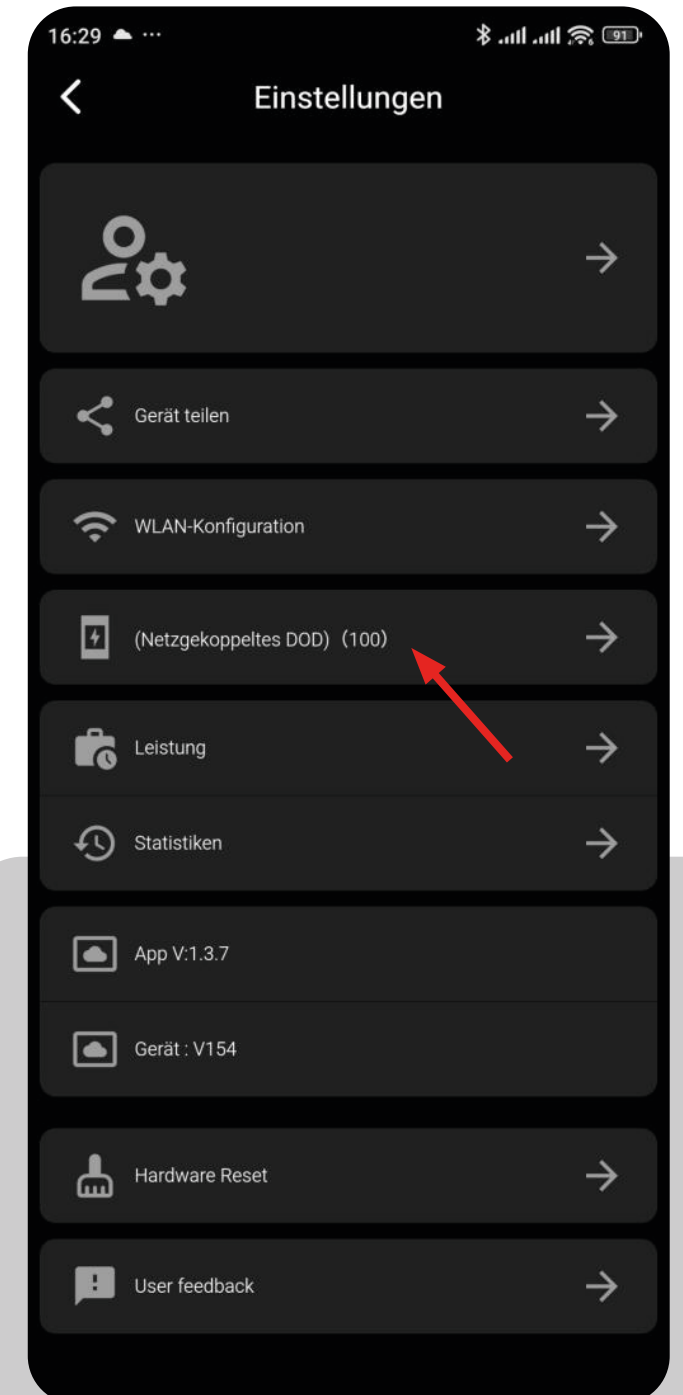 16:29 ... 91
Einstellungen
Gerät teilen
WLAN-Konfiguration
(Netzgekoppeltes DOD)（100）
Leistung
Statistiken
App V:1.3.7
Gerät : V154
Hardware Reset
User feedback